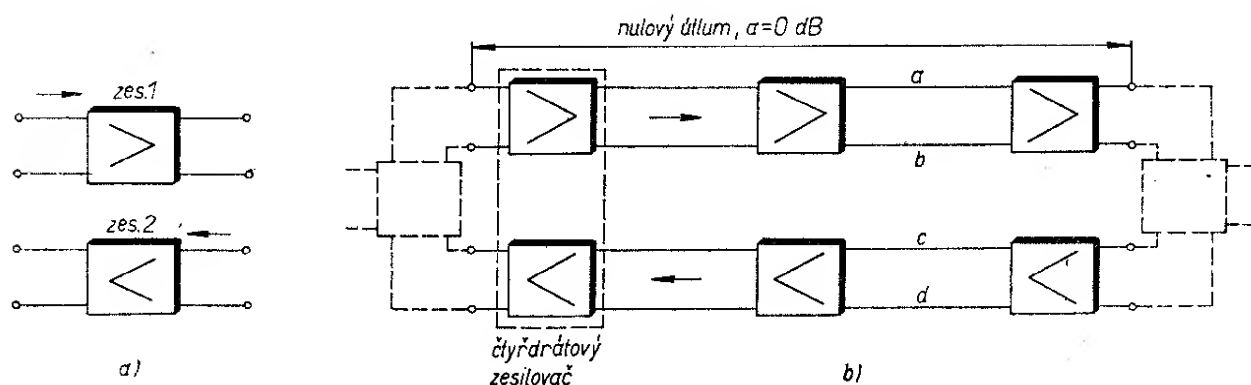 nulový útlum, a=0 dB
zes.1
zes.2
a
b
c
d
čtyřdrátový
zesilovač
a)
b)